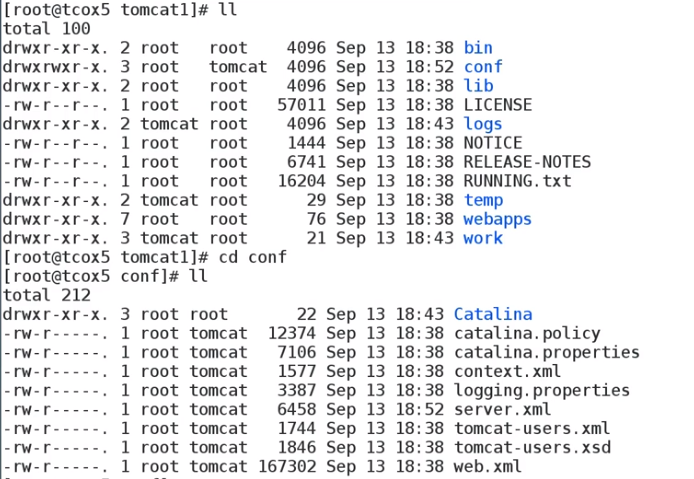 [root@tcox5 tomcat1]# ll
total 100
drwxr-xr-x. 2 root   root    4096 Sep 13 18:38 bin
drwxrwxr-x. 3 root   tomcat  4096 Sep 13 18:52 conf
drwxr-xr-x. 2 root   root    4096 Sep 13 18:38 lib
-rw-r--r--. 1 root   root   57011 Sep 13 18:38 LICENSE
drwxr-xr-x. 2 tomcat root    4096 Sep 13 18:43 logs
-rw-r--r--. 1 root   root    1444 Sep 13 18:38 NOTICE
-rw-r--r--. 1 root   root    6741 Sep 13 18:38 RELEASE-NOTES
-rw-r--r--. 1 root   root   16204 Sep 13 18:38 RUNNING.txt
drwxr-xr-x. 2 tomcat root      29 Sep 13 18:38 temp
drwxr-xr-x. 7 root   root      76 Sep 13 18:38 webapps
drwxr-xr-x. 3 tomcat root      21 Sep 13 18:43 work
[root@tcox5 tomcat1]# cd conf
[root@tcox5 conf]# ll
total 212
drwxr-xr-x. 3 root root       22 Sep 13 18:43 Catalina
-rw-r-----. 1 root tomcat  12374 Sep 13 18:38 catalina.policy
-rw-r-----. 1 root tomcat   7106 Sep 13 18:38 catalina.properties
-rw-r-----. 1 root tomcat   1577 Sep 13 18:38 context.xml
-rw-r-----. 1 root tomcat   3387 Sep 13 18:38 logging.properties
-rw-r-----. 1 root tomcat   6458 Sep 13 18:52 server.xml
-rw-r-----. 1 root tomcat   1744 Sep 13 18:38 tomcat-users.xml
-rw-r-----. 1 root tomcat   1846 Sep 13 18:38 tomcat-users.xsd
-rw-r-----. 1 root tomcat 167302 Sep 13 18:38 web.xml